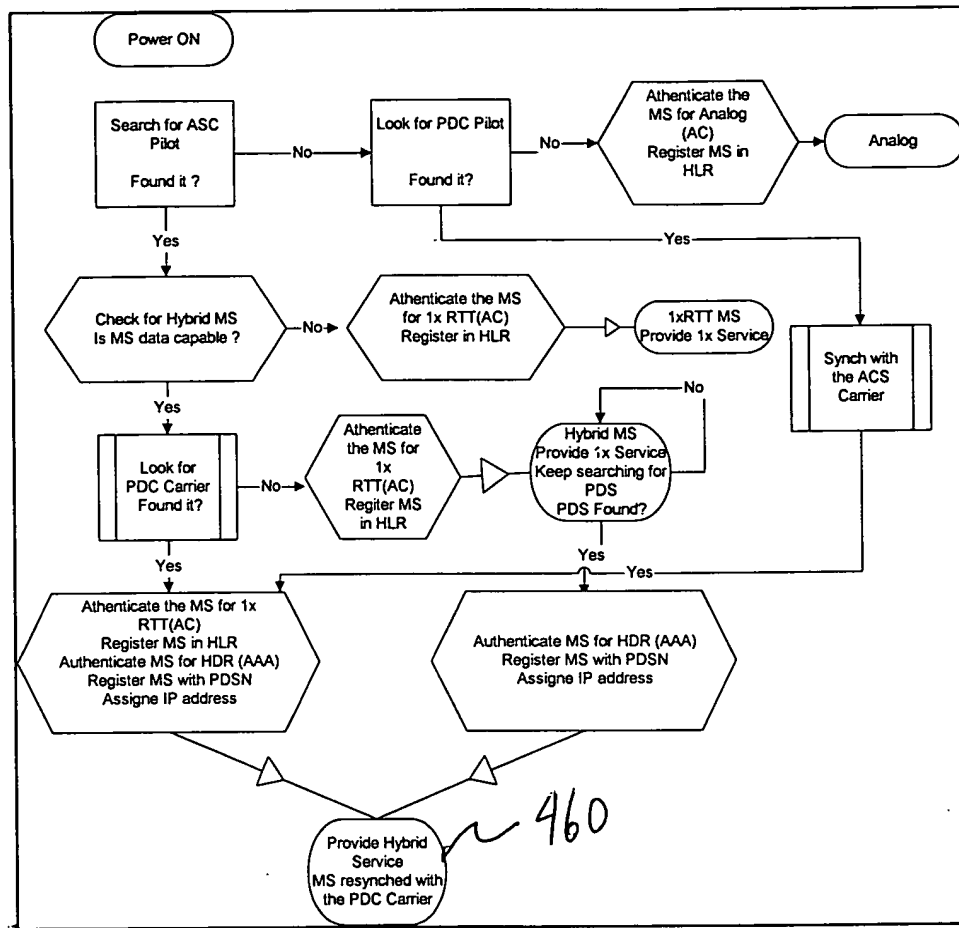 Power ON
Search for ASC
Pilot
Found it ?
No
Look for PDC Pilot
Found it?
No
Athenticate the
MS for Analog
(AC)
Register MS in
HLR
Analog
Yes
Yes
Check for Hybrid MS
Is MS data capable ?
No
Athenticate the MS
for 1x RTT(AC)
Register in HLR
1xRTT MS
Provide 1x Service
Synch with
the ACS
Carrier
Yes
No
Look for
PDC Carrier
Found it?
No
Athenticate
the MS for
1x
RTT(AC)
Regiter MS
in HLR
Hybrid MS
Provide 1x Service
Keep searching for
PDS
PDS Found?
Yes
Yes
Yes
Athenticate the MS for 1x
RTT(AC)
Register MS in HLR
Authenticate MS for HDR (AAA)
Register MS with PDSN
Assigne IP address
Authenticate MS for HDR (AAA)
Register MS with PDSN
Assigne IP address
Provide Hybrid
Service
MS resynched with
the PDC Carrier
460